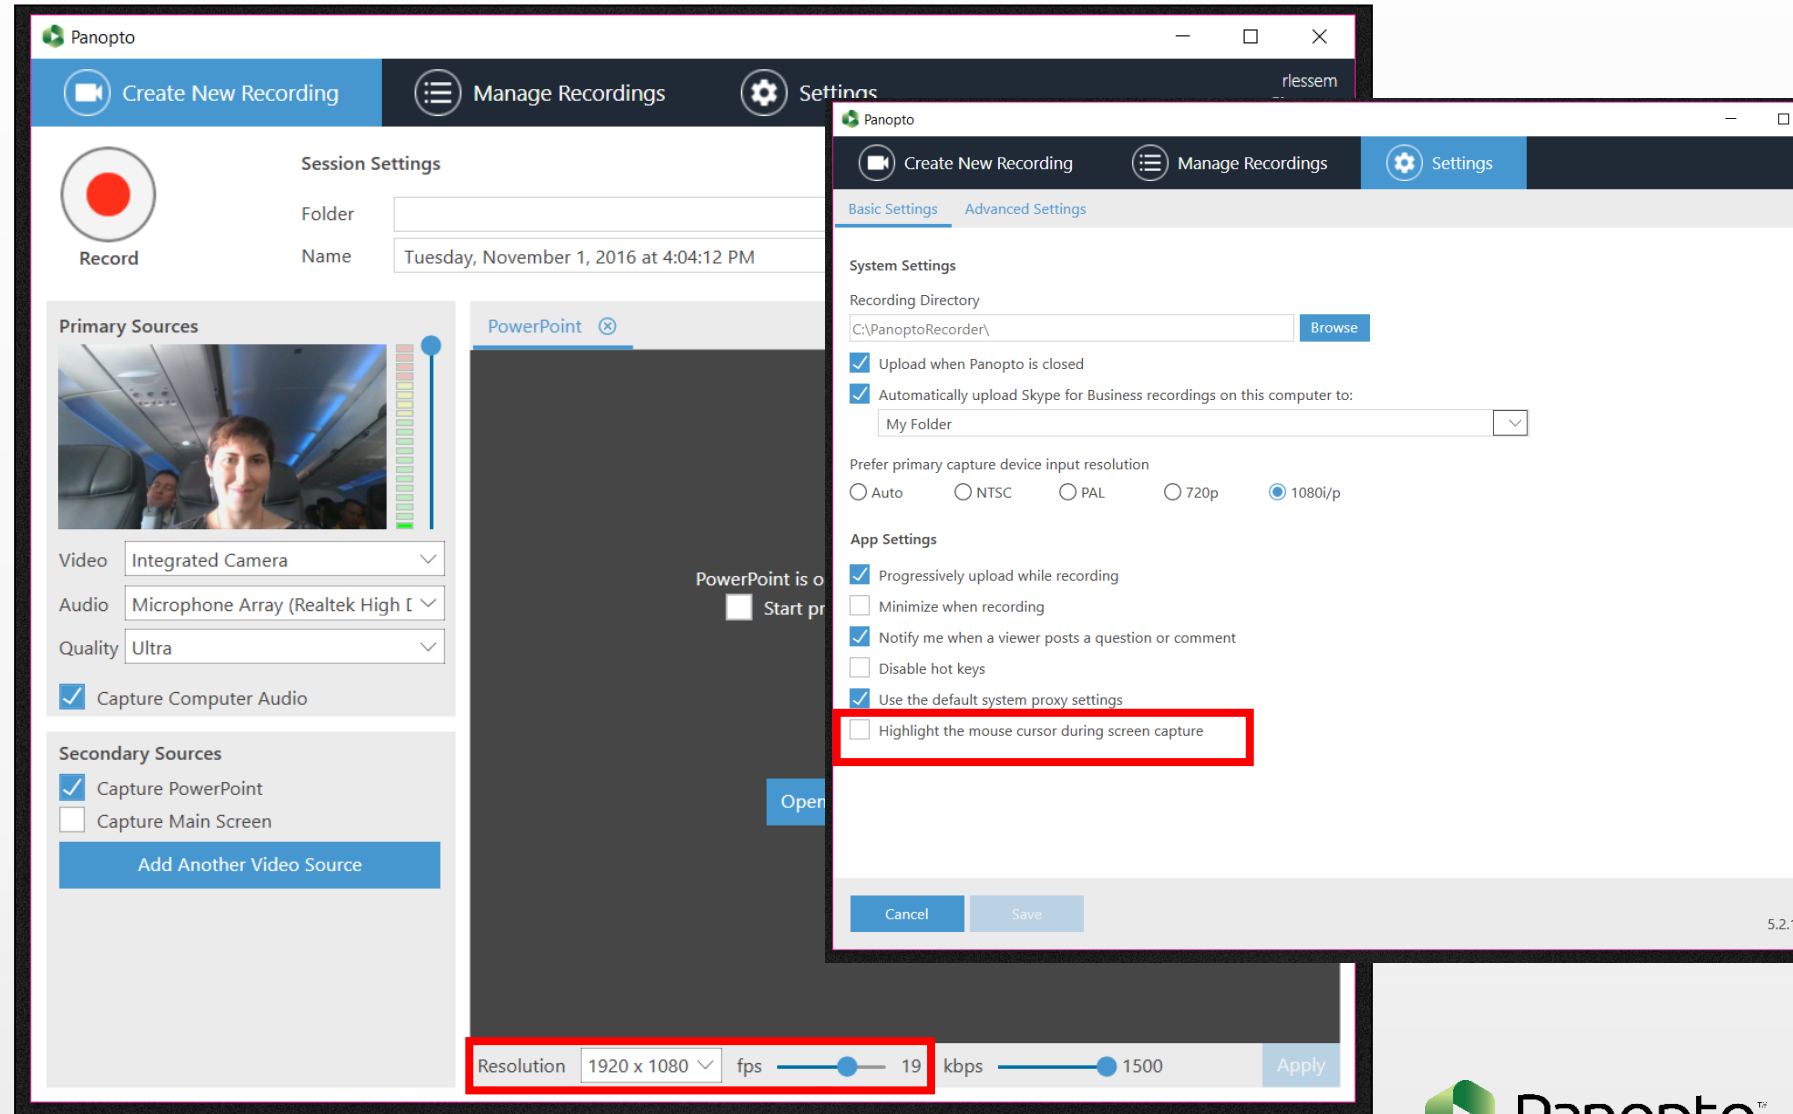 Panopto
Create New Recording
Manage Recordings
Settings
rlessem
Record
Session Settings
Folder
Name
Tuesday, November 1, 2016 at 4:04:12 PM
Primary Sources
Video
Integrated Camera
Audio
Microphone Array (Realtek High D
Quality
Ultra
Capture Computer Audio
Secondary Sources
Capture PowerPoint
Capture Main Screen
Add Another Video Source
PowerPoint
PowerPoint is o
Start pr
Open
Resolution 1920 x 1080 fps 19 kbps 1500 Apply
Panopto
Create New Recording
Manage Recordings
Settings
Basic Settings Advanced Settings
System Settings
Recording Directory
C:\PanoptoRecorder\ Browse
Upload when Panopto is closed
Automatically upload Skype for Business recordings on this computer to:
My Folder
Prefer primary capture device input resolution
Auto NTSC PAL 720p 1080i/p
App Settings
Progressively upload while recording
Minimize when recording
Notify me when a viewer posts a question or comment
Disable hot keys
Use the default system proxy settings
Highlight the mouse cursor during screen capture
Cancel Save
5.2.1
Panopto™